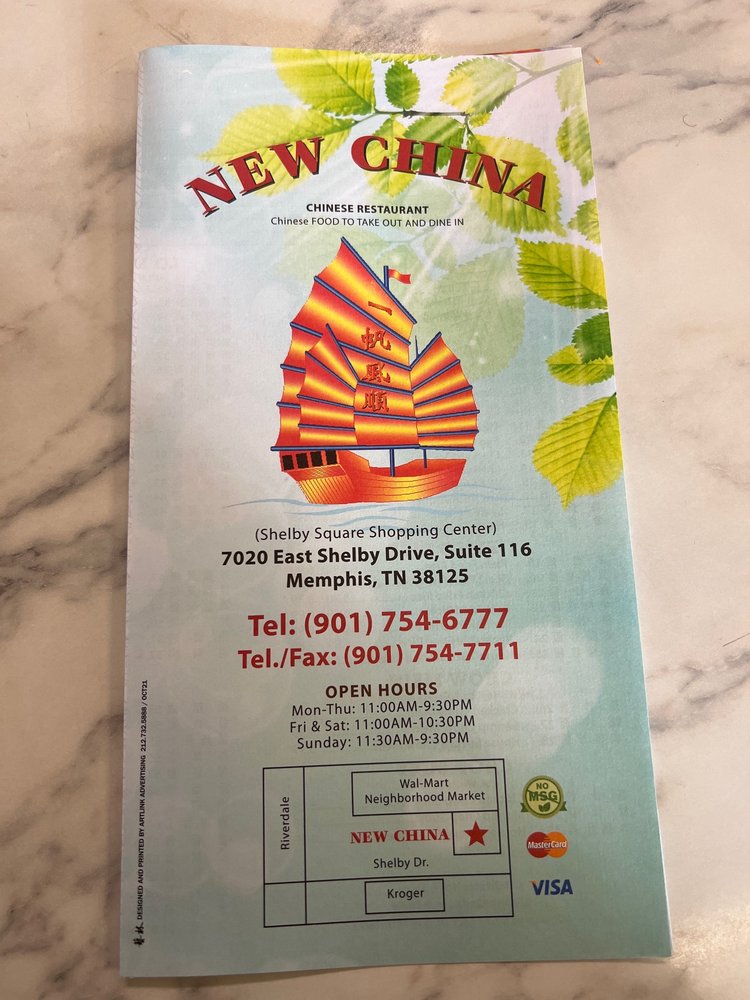 NEW CHINA
CHINESE RESTAURANT
Chinese FOOD TO TAKE OUT AND DINE IN
一
帆
風
順
(Shelby Square Shopping Center)
7020 East Shelby Drive, Suite 116
Memphis, TN 38125
Tel: (901) 754-6777
Tel./Fax: (901) 754-7711
OPEN HOURS
Mon-Thu: 11:00AM-9:30PM
Fri & Sat: 11:00AM-10:30PM
Sunday: 11:30AM-9:30PM
Riverdale
Wal-Mart
Neighborhood Market
NEW CHINA
Shelby Dr.
Kroger
NO
MSG
MasterCard
VISA
DESIGNED AND PRINTED BY ARTLINK ADVERTISING 212.732.5888 / OCT21